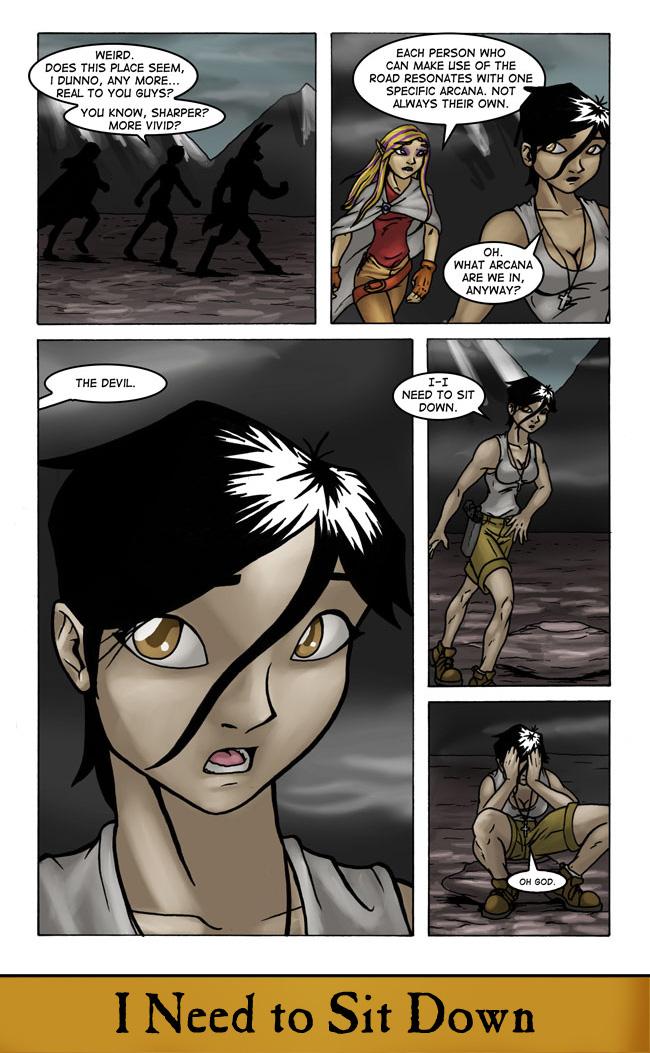 WEIRD.
DOES THIS PLACE SEEM,
I DUNNO, ANY MORE...
REAL TO YOU GUYS?
YOU KNOW, SHARPER?
MORE VIVID?
EACH PERSON WHO
CAN MAKE USE OF THE
ROAD RESONATES WITH ONE
SPECIFIC ARCANA. NOT
ALWAYS THEIR OWN.
OH.
WHAT ARCANA
ARE WE IN,
ANYWAY?
THE DEVIL.
I-I
NEED TO SIT
DOWN.
OH GOD.
I Need to Sit Down